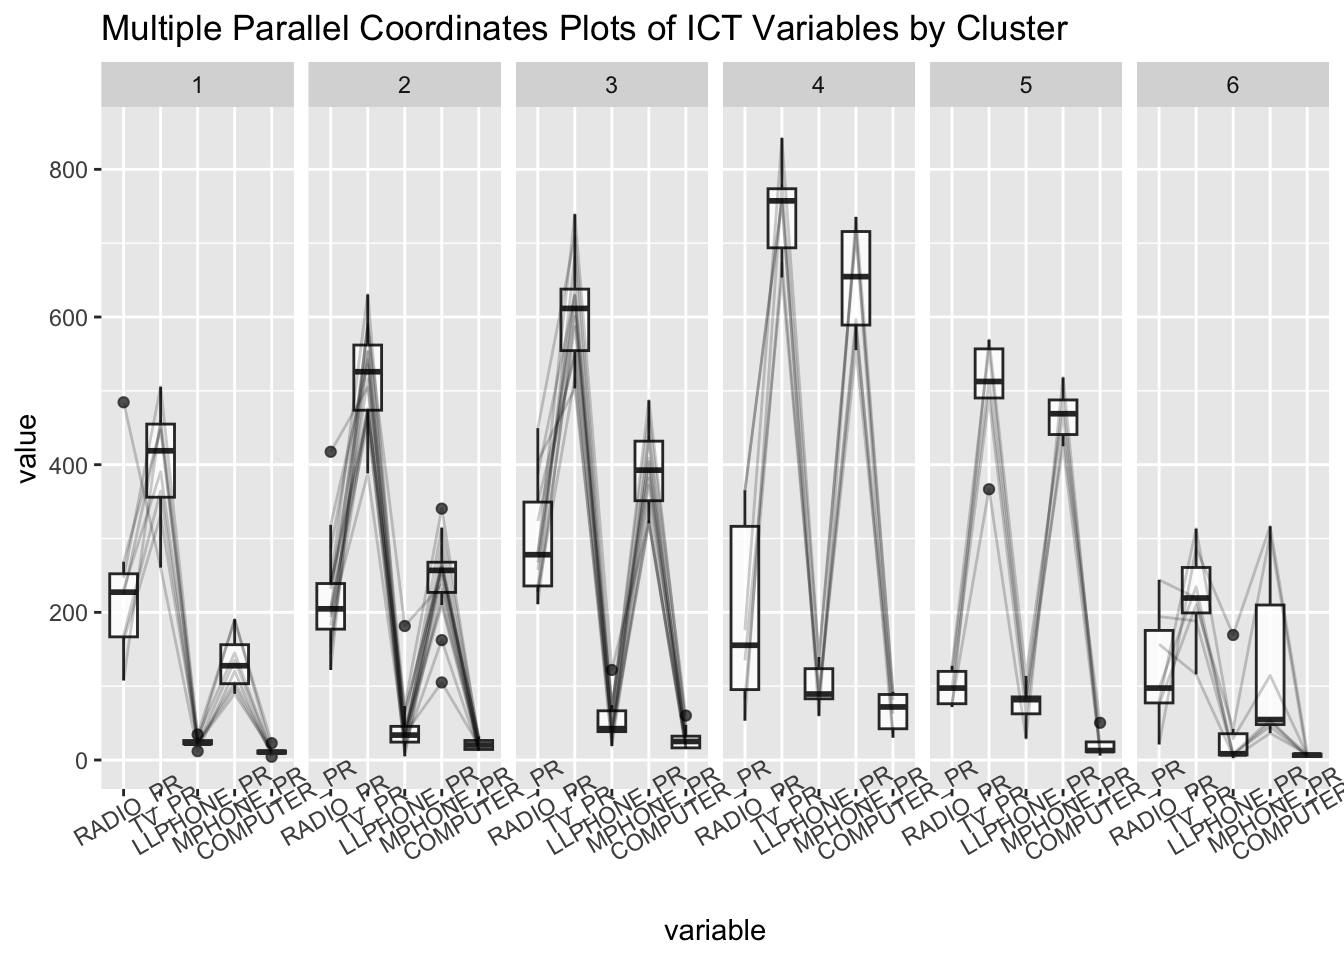 Multiple Parallel Coordinates Plots of ICT Variables by Cluster
1 2 3 4 5 6
800
600
400
200
0
value
RADIO_PR TV_PR LLPHONE_PR MPHONE_PR COMPUTER_PR RADIO_PR TV_PR LLPHONE_PR MPHONE_PR COMPUTER_PR RADIO_PR TV_PR LLPHONE_PR MPHONE_PR COMPUTER_PR RADIO_PR TV_PR LLPHONE_PR MPHONE_PR COMPUTER_PR RADIO_PR TV_PR LLPHONE_PR MPHONE_PR COMPUTER_PR RADIO_PR TV_PR LLPHONE_PR MPHONE_PR COMPUTER
variable